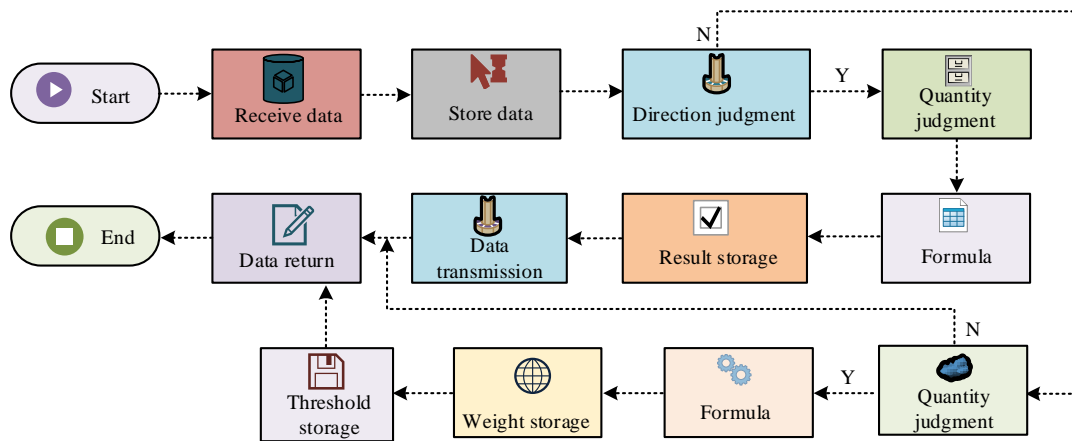 N
Start
Receive data
Store data
Direction judgment
Y
Quantity
judgment
End
Data return
Data
transmission
Result storage
Formula
N
Threshold
storage
Weight storage
Formula
Y
Quantity
judgment